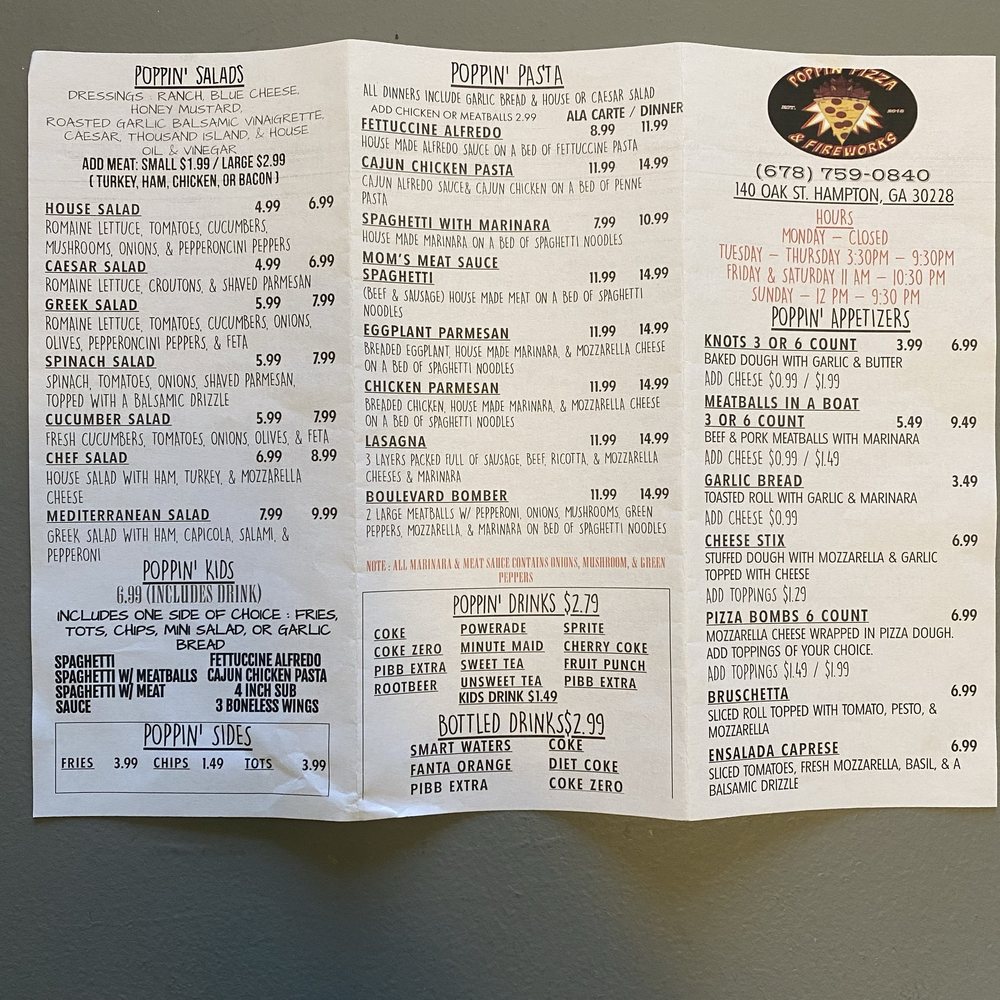 POPPIN' SALADS
DRESSINGS : RANCH, BLUE CHEESE,
HONEY MUSTARD,
ROASTED GARLIC BALSAMIC VINAIGRETTE,
CAESAR, THOUSAND ISLAND, & HOUSE
OIL & VINEGAR
ADD MEAT: SMALL $1.99 / LARGE $2.99
( TURKEY, HAM, CHICKEN, OR BACON )
HOUSE SALAD 4.99 6.99
ROMAINE LETTUCE, TOMATOES, CUCUMBERS,
MUSHROOMS, ONIONS, & PEPPERONCINI PEPPERS
CAESAR SALAD 4.99 6.99
ROMAINE LETTUCE, CROUTONS, & SHAVED PARMESAN
GREEK SALAD 5.99 7.99
ROMAINE LETTUCE, TOMATOES, CUCUMBERS, ONIONS,
OLIVES, PEPPERONCINI PEPPERS, & FETA
SPINACH SALAD 5.99 7.99
SPINACH, TOMATOES, ONIONS, SHAVED PARMESAN,
TOPPED WITH A BALSAMIC DRIZZLE
CUCUMBER SALAD 5.99 7.99
FRESH CUCUMBERS, TOMATOES, ONIONS, OLIVES, & FETA
CHEF SALAD 6.99 8.99
HOUSE SALAD WITH HAM, TURKEY, & MOZZARELLA
CHEESE
MEDITERRANEAN SALAD 7.99 9.99
GREEK SALAD WITH HAM, CAPICOLA, SALAMI, &
PEPPERONI
POPPIN' KIDS
6.99 (INCLUDES DRINK)
INCLUDES ONE SIDE OF CHOICE : FRIES,
TOTS, CHIPS, MINI SALAD, OR GARLIC
BREAD
SPAGHETTI FETTUCCINE ALFREDO
SPAGHETTI W/ MEATBALLS CAJUN CHICKEN PASTA
SPAGHETTI W/ MEAT 4 INCH SUB
SAUCE 3 BONELESS WINGS
POPPIN' SIDES
FRIES 3.99 CHIPS 1.49 TOTS 3.99
POPPIN' PASTA
ALL DINNERS INCLUDE GARLIC BREAD & HOUSE OR CAESAR SALAD
ADD CHICKEN OR MEATBALLS 2.99 ALA CARTE / DINNER
FETTUCCINE ALFREDO 8.99 11.99
HOUSE MADE ALFREDO SAUCE ON A BED OF FETTUCCINE PASTA
CAJUN CHICKEN PASTA 11.99 14.99
CAJUN ALFREDO SAUCE& CAJUN CHICKEN ON A BED OF PENNE
PASTA
SPAGHETTI WITH MARINARA 7.99 10.99
HOUSE MADE MARINARA ON A BED OF SPAGHETTI NOODLES
MOM'S MEAT SAUCE
SPAGHETTI 11.99 14.99
(BEEF & SAUSAGE) HOUSE MADE MEAT ON A BED OF SPAGHETTI
NOODLES
EGGPLANT PARMESAN 11.99 14.99
BREADED EGGPLANT, HOUSE MADE MARINARA, & MOZZARELLA CHEESE
ON A BED OF SPAGHETTI NOODLES
CHICKEN PARMESAN 11.99 14.99
BREADED CHICKEN, HOUSE MADE MARINARA, & MOZZARELLA CHEESE
ON A BED OF SPAGHETTI NOODLES
LASAGNA 11.99 14.99
3 LAYERS PACKED FULL OF SAUSAGE, BEEF, RICOTTA, & MOZZARELLA
CHEESES & MARINARA
BOULEVARD BOMBER 11.99 14.99
2 LARGE MEATBALLS W/ PEPPERONI, ONIONS, MUSHROOMS, GREEN
PEPPERS, MOZZARELLA, & MARINARA ON BED OF SPAGHETTI NOODLES
NOTE : ALL MARINARA & MEAT SAUCE CONTAINS ONIONS, MUSHROOM, & GREEN
PEPPERS
POPPIN' DRINKS $2.79
COKE POWERADE SPRITE
COKE ZERO MINUTE MAID CHERRY COKE
PIBB EXTRA SWEET TEA FRUIT PUNCH
ROOTBEER UNSWEET TEA PIBB EXTRA
KIDS DRINK $1.49
BOTTLED DRINKS$2.99
SMART WATERS COKE
FANTA ORANGE DIET COKE
PIBB EXTRA COKE ZERO
POPPIN PIZZA
EST. 2018
& FIREWORKS
(678) 759-0840
140 OAK ST. HAMPTON, GA 30228
HOURS
MONDAY – CLOSED
TUESDAY – THURSDAY 3:30PM – 9:30PM
FRIDAY & SATURDAY 11 AM – 10:30 PM
SUNDAY – 12 PM – 9:30 PM
POPPIN' APPETIZERS
KNOTS 3 OR 6 COUNT 3.99 6.99
BAKED DOUGH WITH GARLIC & BUTTER
ADD CHEESE $0.99 / $1.99
MEATBALLS IN A BOAT
3 OR 6 COUNT 5.49 9.49
BEEF & PORK MEATBALLS WITH MARINARA
ADD CHEESE $0.99 / $1.49
GARLIC BREAD 3.49
TOASTED ROLL WITH GARLIC & MARINARA
ADD CHEESE $0.99
CHEESE STIX 6.99
STUFFED DOUGH WITH MOZZARELLA & GARLIC
TOPPED WITH CHEESE
ADD TOPPINGS $1.29
PIZZA BOMBS 6 COUNT 6.99
MOZZARELLA CHEESE WRAPPED IN PIZZA DOUGH.
ADD TOPPINGS OF YOUR CHOICE.
ADD TOPPINGS $1.49 / $1.99
BRUSCHETTA 6.99
SLICED ROLL TOPPED WITH TOMATO, PESTO, &
MOZZARELLA
ENSALADA CAPRESE 6.99
SLICED TOMATOES, FRESH MOZZARELLA, BASIL, & A
BALSAMIC DRIZZLE